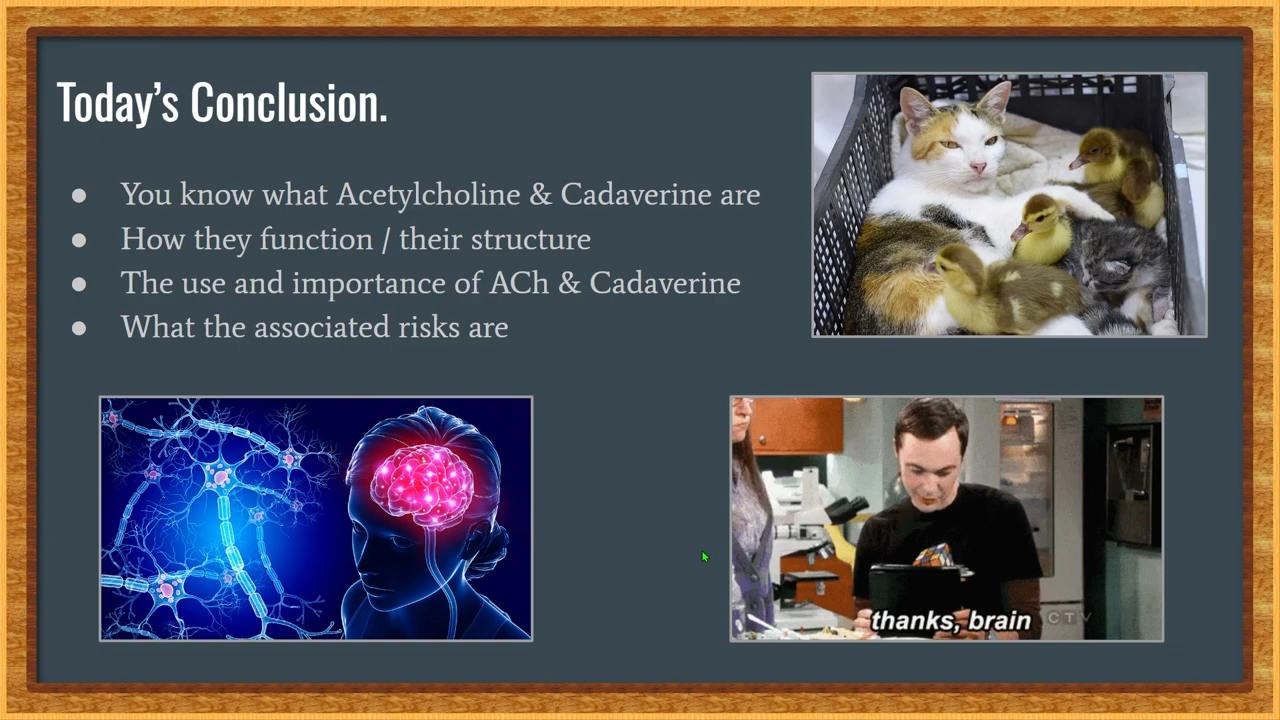 Today's Conclusion.
● You know what Acetylcholine & Cadaverine are
● How they function / their structure
● The use and importance of ACh & Cadaverine
● What the associated risks are
thanks, brain
CTV